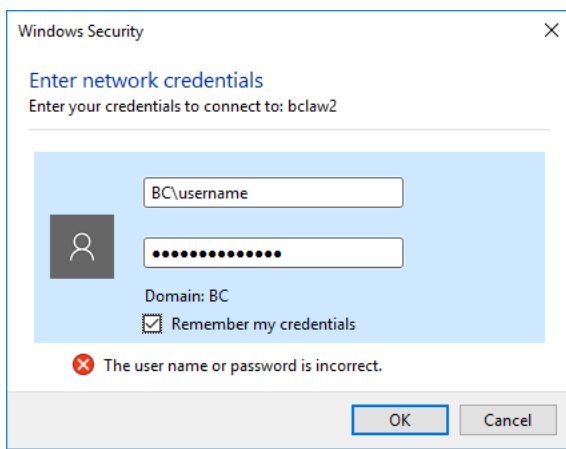 Windows Security
Enter network credentials
Enter your credentials to connect to: bclaw2
BC\username
••••••••••••••
Domain: BC
Remember my credentials
The user name or password is incorrect.
OK
Cancel